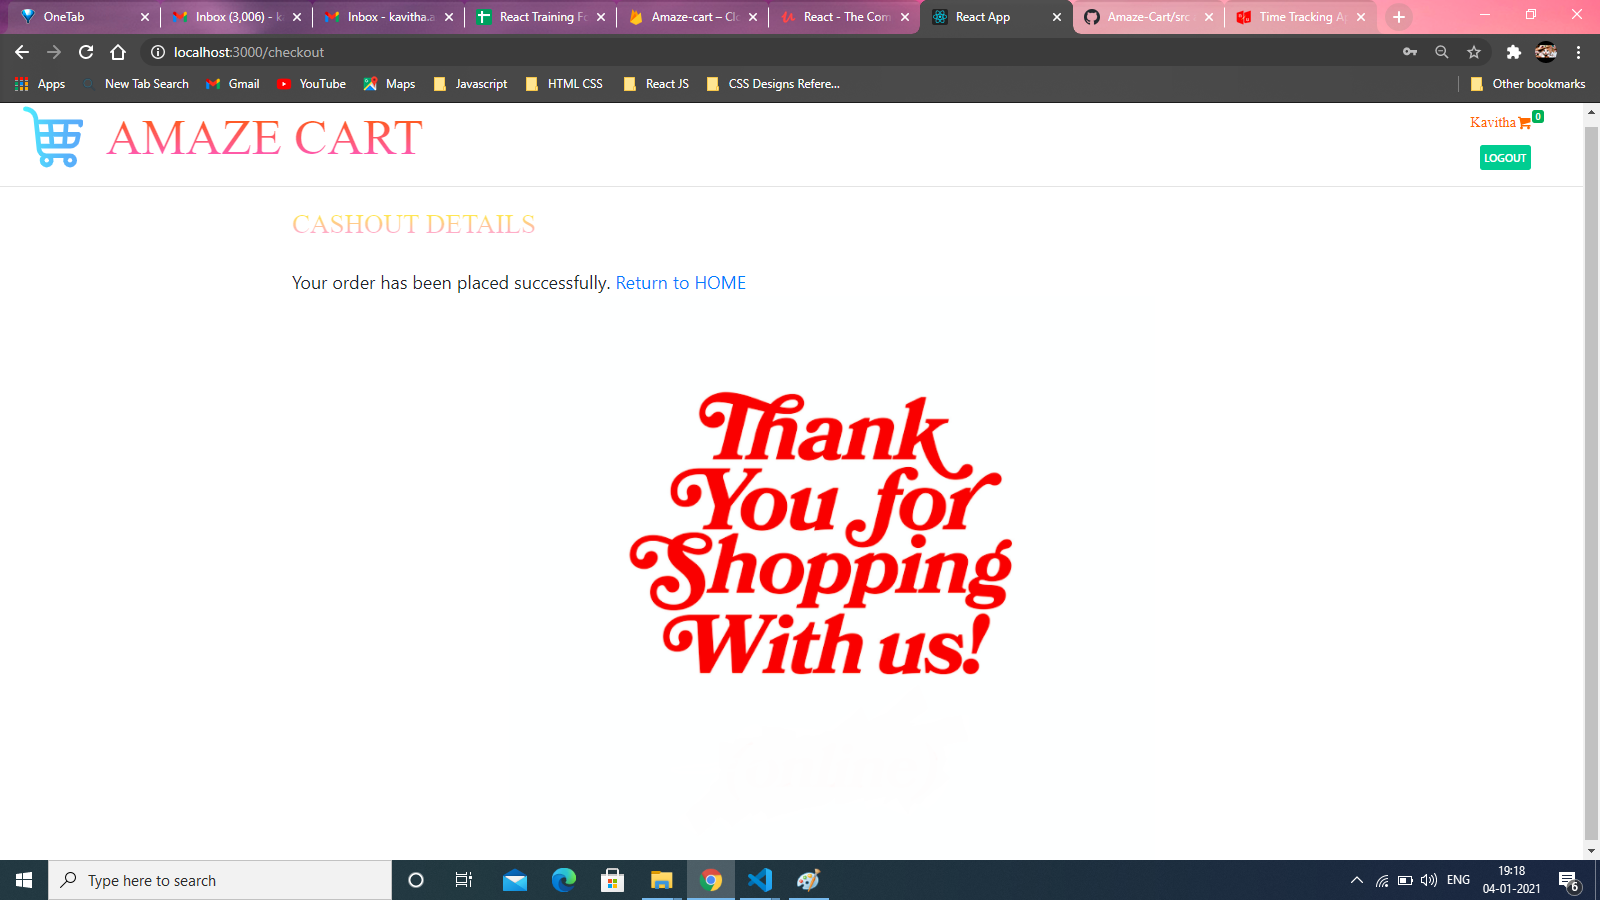 OneTab
Inbox (3,006) - k
Inbox - kavitha.a
React Training Fo
Amaze-cart – Clo
React - The Com
React App
Amaze-Cart/src
Time Tracking Ap
localhost:3000/checkout
Apps
New Tab Search
Gmail
YouTube
Maps
Javascript
HTML CSS
React JS
CSS Designs Refere...
Other bookmarks
AMAZE CART
Kavitha
0
LOGOUT
CASHOUT DETAILS
Your order has been placed successfully. Return to HOME
Thank
You for
Shopping
With us!
Type here to search
ENG
19:18
04-01-2021
6